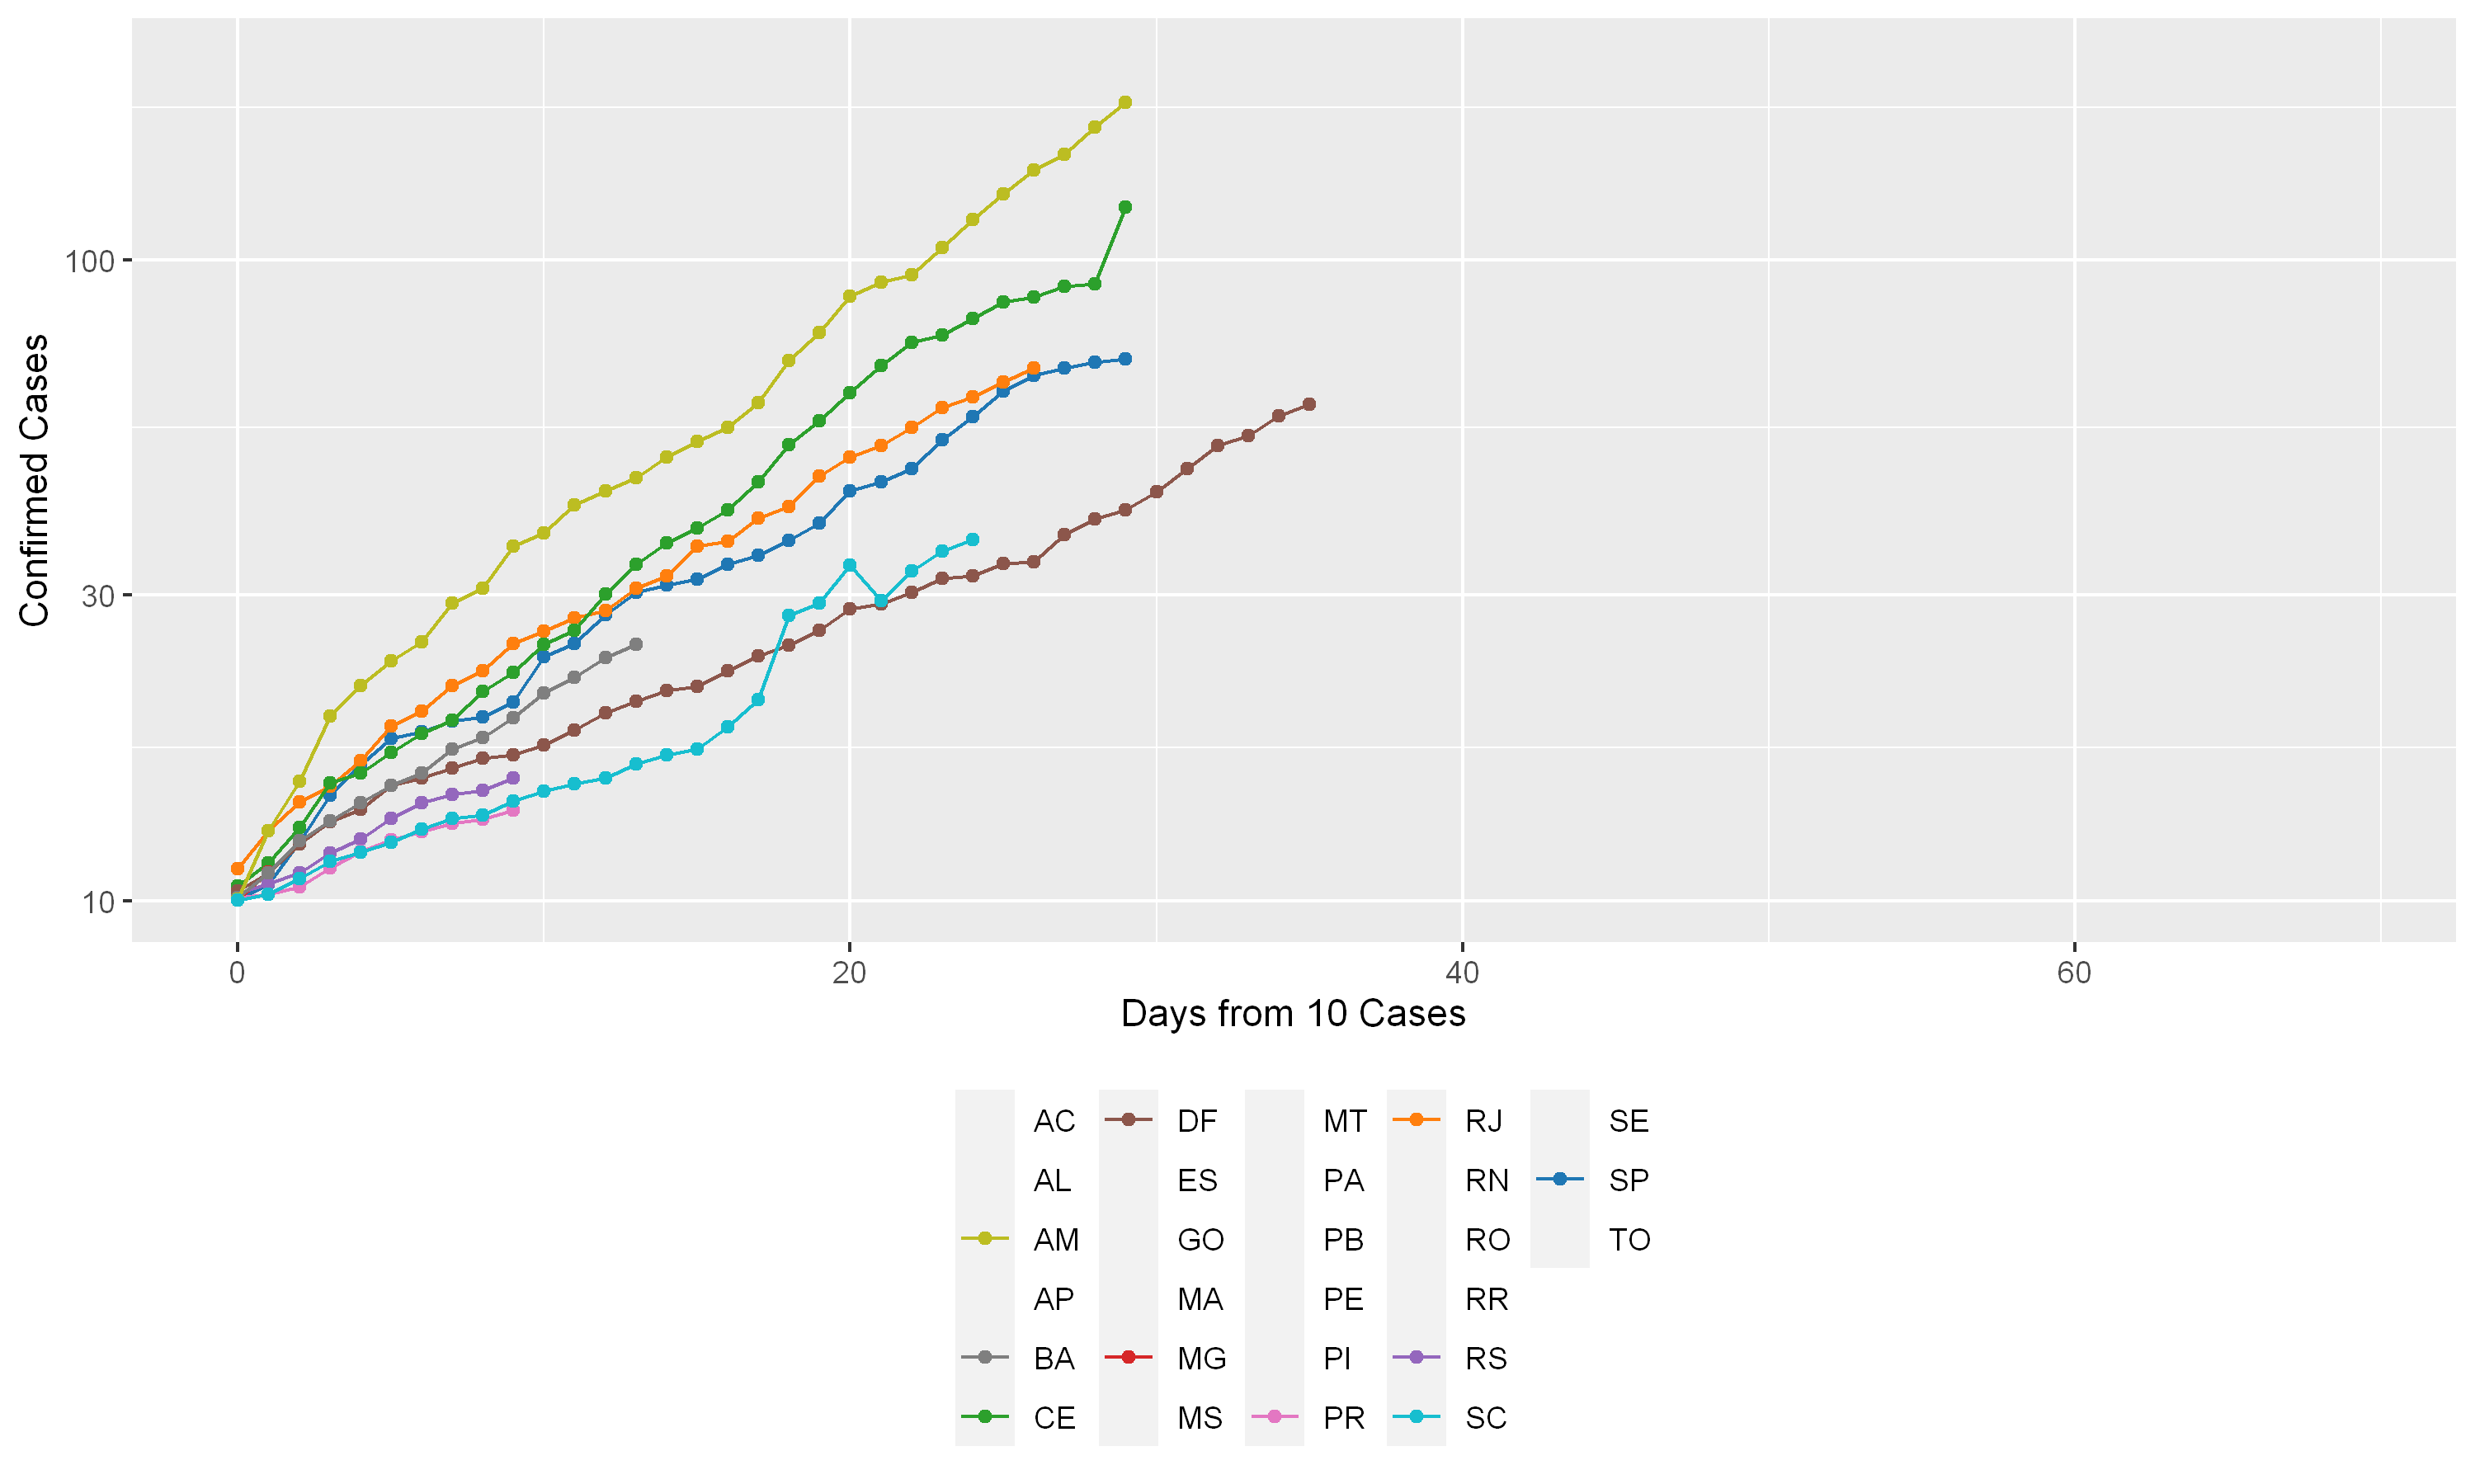 Confirmed Cases
100
30
10
0 20 40 60
Days from 10 Cases
AC DF MT RJ SE
AL ES PA RN SP
AM GO PB RO TO
AP MA PE RR
BA MG PI RS
CE MS PR SC